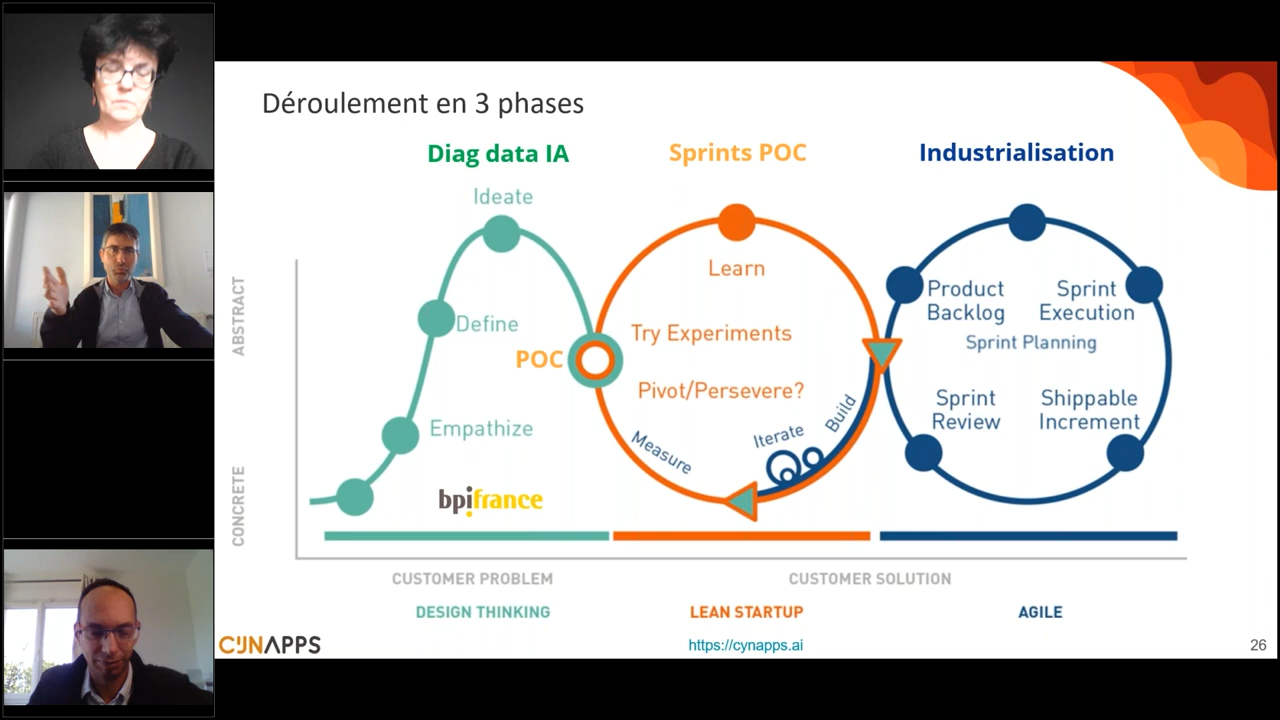 Déroulement en 3 phases
Diag data IA
Sprints POC
Industrialisation
Ideate
Define
POC
Empathize
bpifrance
Learn
Try Experiments
Pivot/Persevere?
Measure
Iterate
Build
Product
Backlog
Sprint
Execution
Sprint Planning
Sprint
Review
Shippable
Increment
ABSTRACT
CONCRETE
CUSTOMER PROBLEM
CUSTOMER SOLUTION
DESIGN THINKING
LEAN STARTUP
AGILE
CYNAPPS
https://cynapps.ai
26